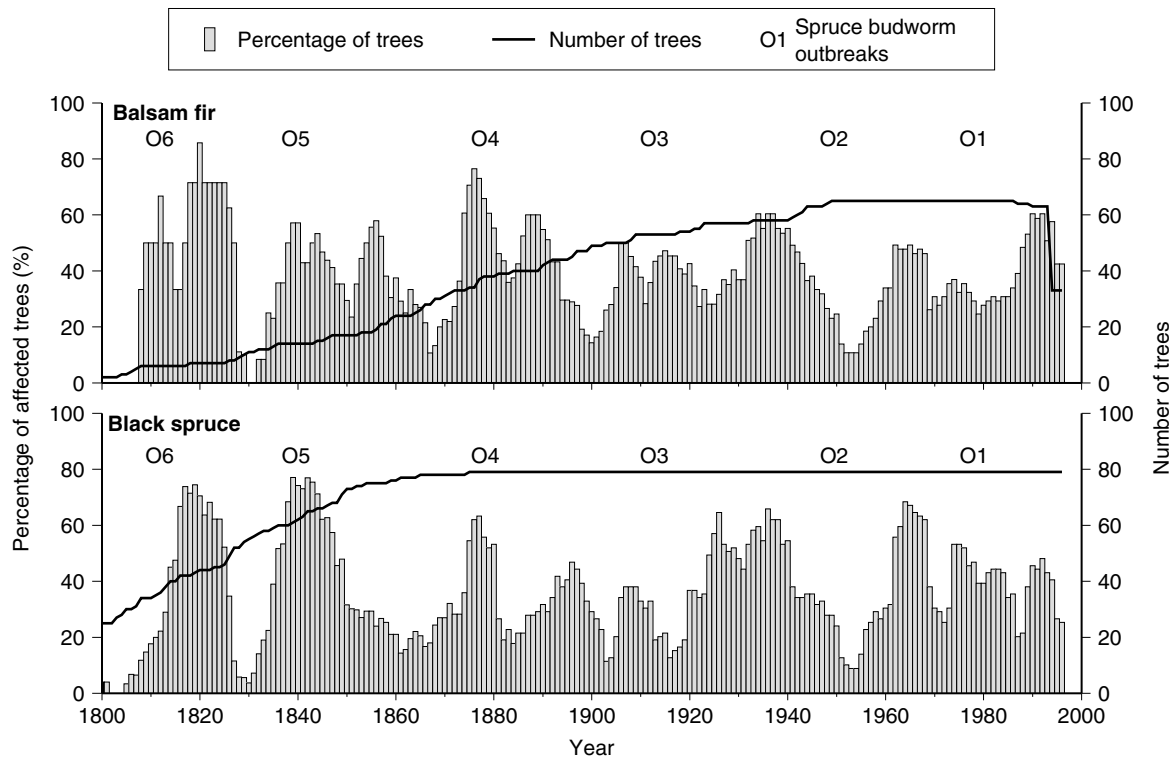 Percentage of trees
Number of trees
O1 Spruce budworm
outbreaks
Balsam fir
O6 O5 O4 O3 O2 O1
100 100
80 80
60 60
40 40
20 20
0 0
Black spruce
O6 O5 O4 O3 O2 O1
100 100
80 80
60 60
40 40
20 20
0 0
Percentage of affected trees (%)
Number of trees
1800 1820 1840 1860 1880 1900 1920 1940 1960 1980 2000
Year